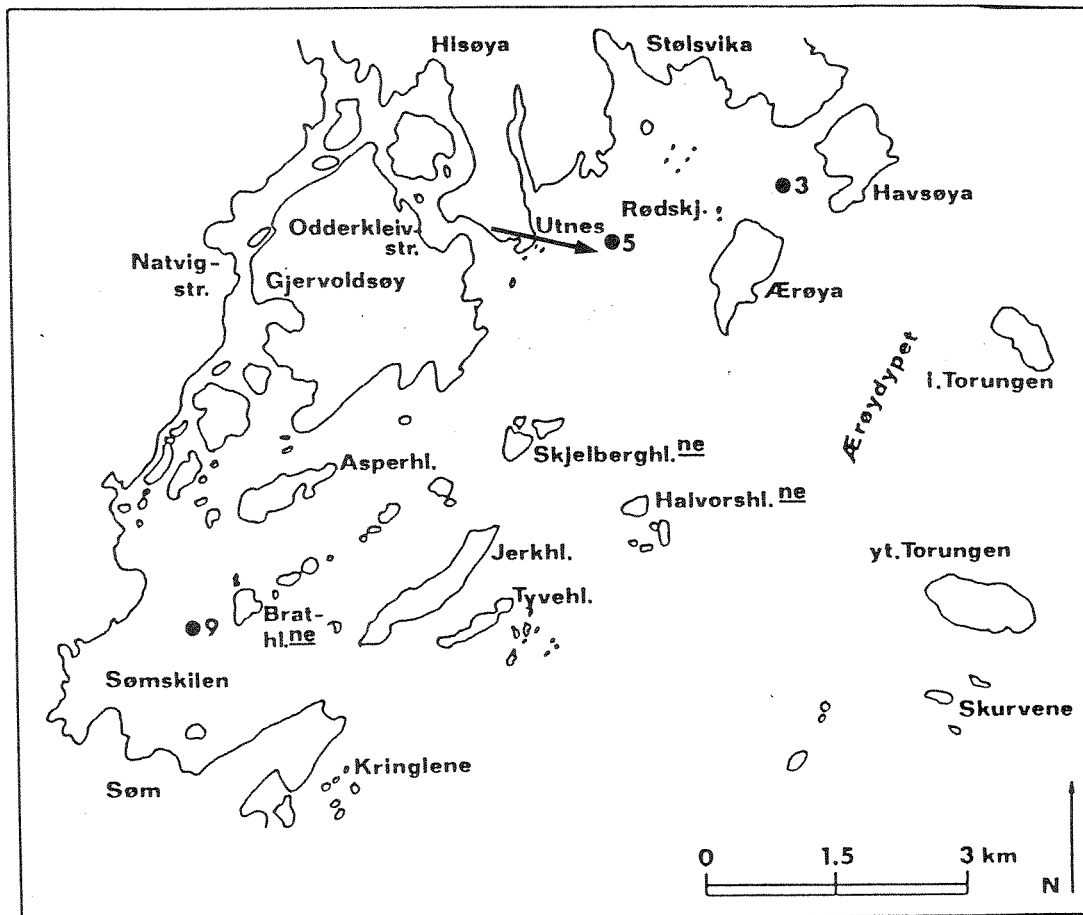 HIsøya
Stølsvika
Havsøya
3
Rødskj.
Utnes
5
Odderkleiv-
str.
Natvig-
str.
Gjervoldsøy
Ærøya
Ærøydypet
i.Torungen
Skjelberghl.ne
Asperhl.
Halvorshl.ne
Jerkhl.
yt.Torungen
Tyvehl.
Brat-
hl.ne
9
Sømskilen
Skurvene
Kringlene
Søm
0 1.5 3 km
N